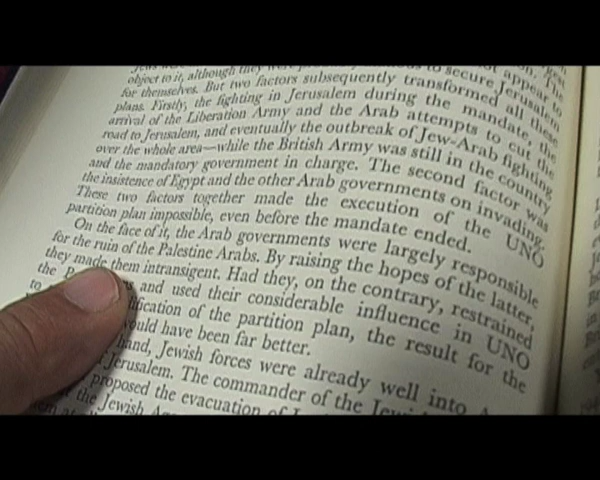 object to it, although they secure Jerusalem
for themselves. But two factors subsequently transformed all these
plans. Firstly, the fighting in Jerusalem during the mandate, the
arrival of the Liberation Army and the Arab attempts to cut the
road to Jerusalem, and eventually the outbreak of Jew-Arab fighting
over the whole area—while the British Army was still in the country
and the mandatory government in charge. The second factor was
the insistence of Egypt and the other Arab governments on invading.
These two factors together made the execution of the UNO
partition plan impossible, even before the mandate ended.
On the face of it, the Arab governments were largely responsible
for the ruin of the Palestine Arabs. By raising the hopes of the latter,
they made them intransigent. Had they, on the contrary, restrained
the and used their considerable influence in UNO
to of the partition plan, the result for the
would have been far better.
hand, Jewish forces were already well into
Jerusalem. The commander of the
proposed the evacuation of
the Jewish